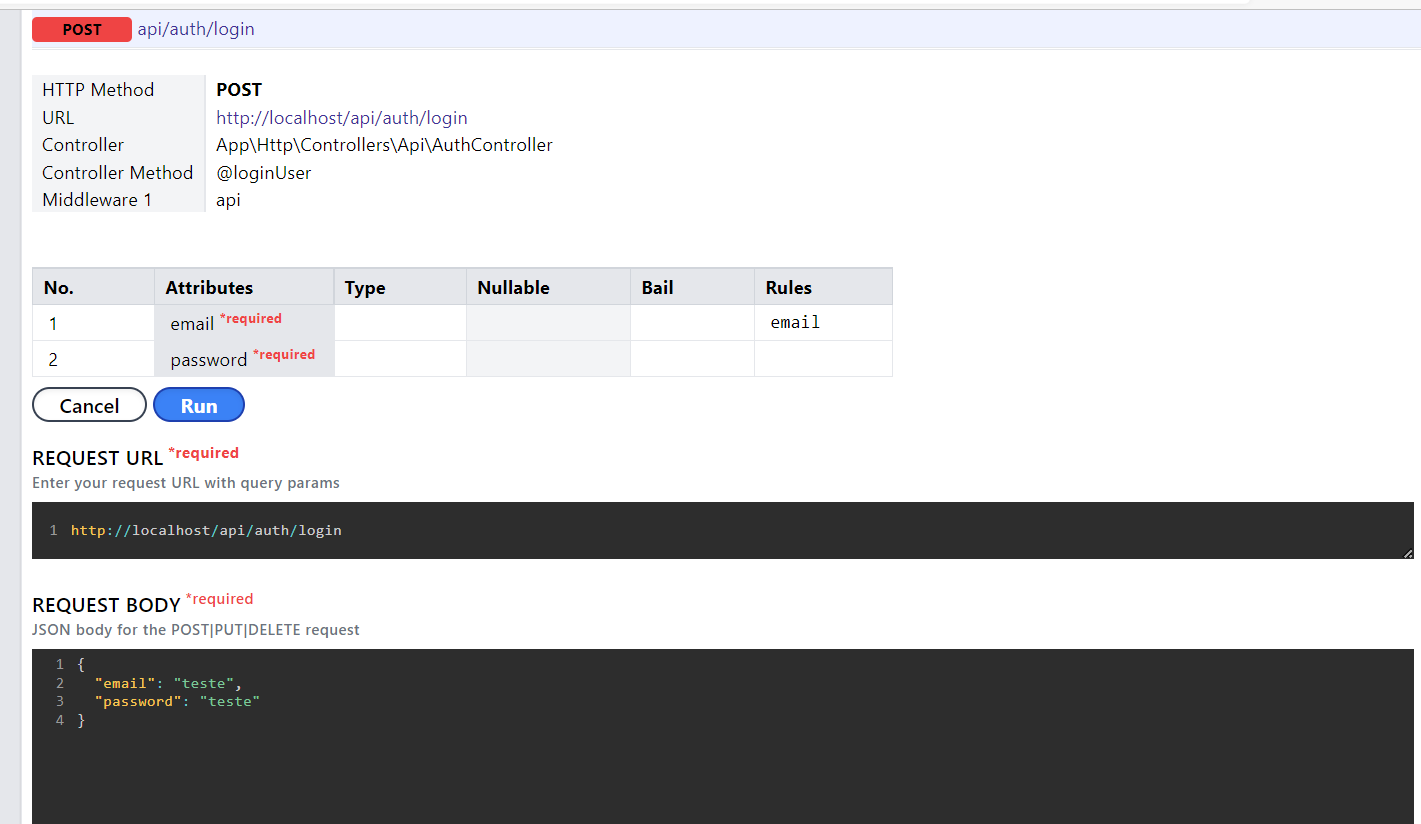 POST api/auth/login
HTTP Method POST
URL http://localhost/api/auth/login
Controller App\Http\Controllers\Api\AuthController
Controller Method @loginUser
Middleware 1 api
No. Attributes Type Nullable Bail Rules
1 email *required email
2 password *required
Cancel Run
REQUEST URL *required
Enter your request URL with query params
1 http://localhost/api/auth/login
REQUEST BODY *required
JSON body for the POST|PUT|DELETE request
1 {
2 "email": "teste",
3 "password": "teste"
4 }